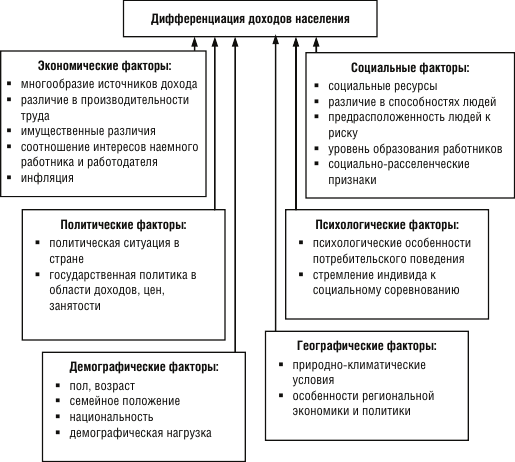 Дифференциация доходов населения
Экономические факторы:
▪ многообразие источников дохода
▪ различие в производительности
труда
▪ имущественные различия
▪ соотношение интересов наемного
работника и работодателя
▪ инфляция
Социальные факторы:
▪ социальные ресурсы
▪ различие в способностях людей
▪ предрасположенность людей к
риску
▪ уровень образования работников
▪ социально-расселенческие
признаки
Политические факторы:
▪ политическая ситуация в
стране
▪ государственная политика в
области доходов, цен,
занятости
Психологические факторы:
▪ психологические особенности
потребительского поведения
▪ стремление индивида к
социальному соревнованию
Демографические факторы:
▪ пол, возраст
▪ семейное положение
▪ национальность
▪ демографическая нагрузка
Географические факторы:
▪ природно-климатические
условия
▪ особенности региональной
экономики и политики